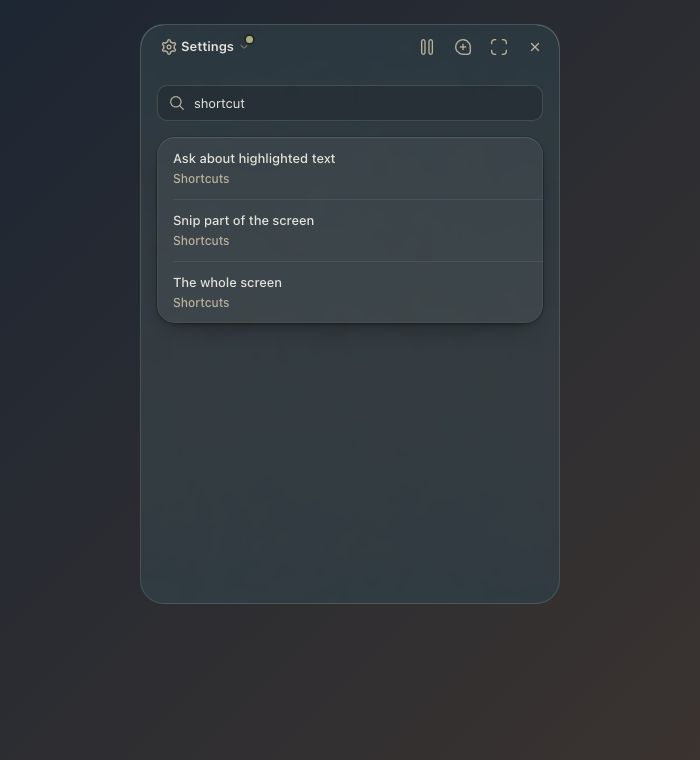 Settings
shortcut
Ask about highlighted text
Shortcuts
Snip part of the screen
Shortcuts
The whole screen
Shortcuts